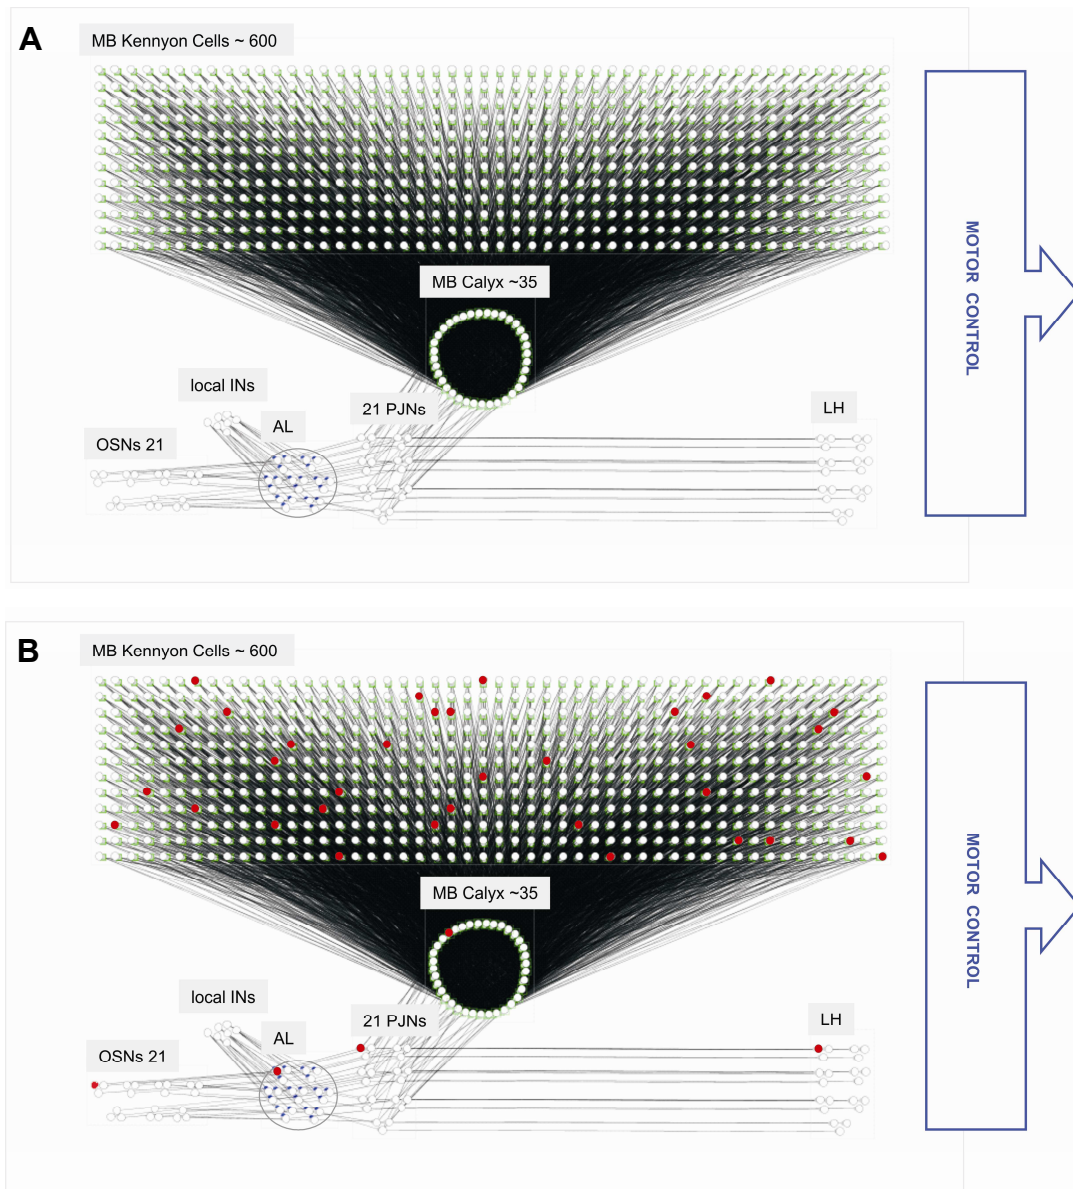 A
MB Kennyon Cells ~ 600
MB Calyx ~35
local INs
AL
21 PJNs
LH
OSNs 21
MOTOR CONTROL
B
MB Kennyon Cells ~ 600
MB Calyx ~35
local INs
AL
21 PJNs
LH
OSNs 21
MOTOR CONTROL